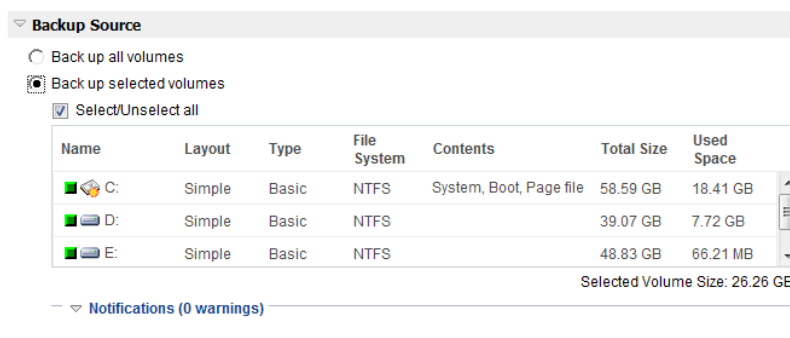 Backup Source
Back up all volumes
Back up selected volumes
Select/Unselect all
Name Layout Type File System Contents Total Size Used Space
C: Simple Basic NTFS System, Boot, Page file 58.59 GB 18.41 GB
D: Simple Basic NTFS 39.07 GB 7.72 GB
E: Simple Basic NTFS 48.83 GB 66.21 MB
Selected Volume Size: 26.26 GB
Notifications (0 warnings)